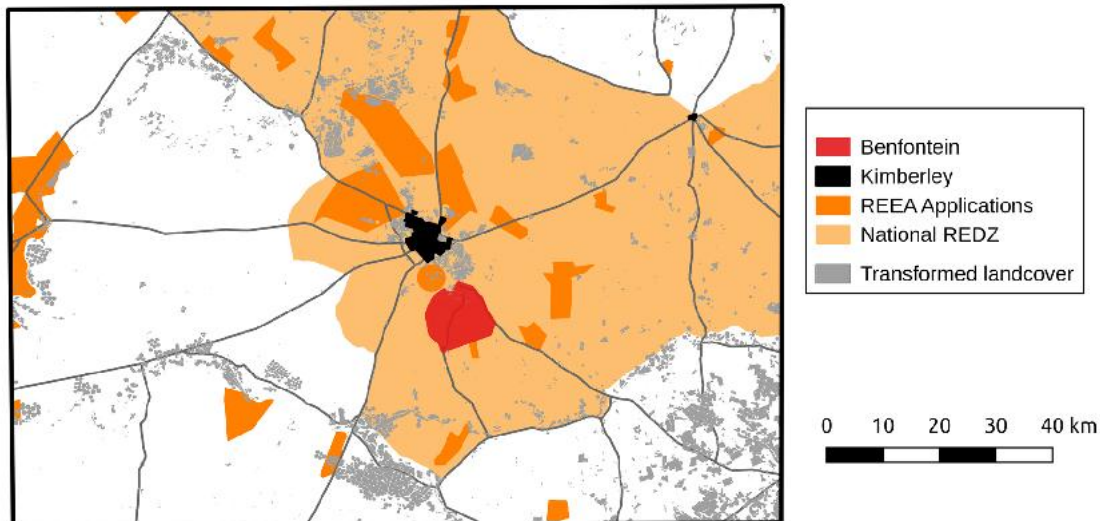 Benfontein
Kimberley
REEA Applications
National REDZ
Transformed landcover
0 10 20 30 40 km